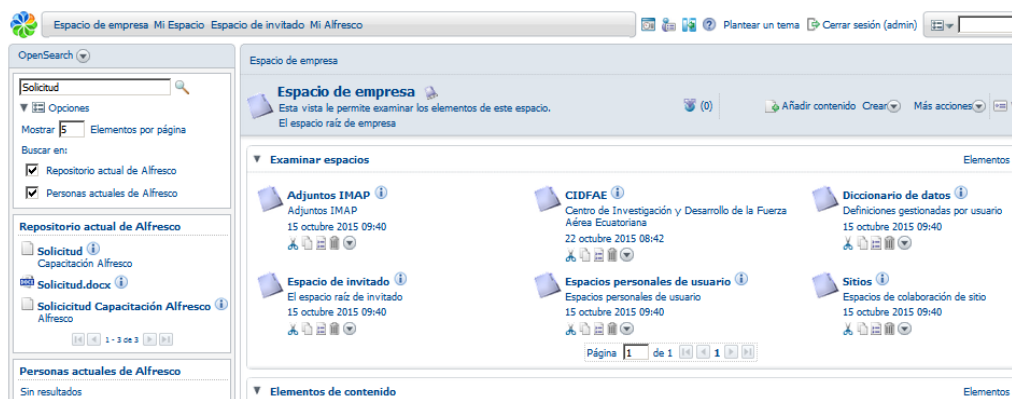 Espacio de empresa Mi Espacio Espacio de invitado Mi Alfresco
Plantear un tema Cerrar sesión (admin)
OpenSearch
Solicitud
Opciones
Mostrar 5 Elementos por página
Buscar en:
Repositorio actual de Alfresco
Personas actuales de Alfresco
Repositorio actual de Alfresco
Solicitud
Capacitación Alfresco
Solicitud.docx
Solicicitud Capacitación Alfresco
Alfresco
1 - 3 de 3
Personas actuales de Alfresco
Sin resultados
Espacio de empresa
Espacio de empresa
Esta vista le permite examinar los elementos de este espacio.
El espacio raíz de empresa
(0)
Añadir contenido Crear Más acciones
Examinar espacios
Elementos
Adjuntos IMAP
Adjuntos IMAP
15 octubre 2015 09:40
CIDFAE
Centro de Investigación y Desarrollo de la Fuerza
Aérea Ecuatoriana
22 octubre 2015 08:42
Diccionario de datos
Definiciones gestionadas por usuario
15 octubre 2015 09:40
Espacio de invitado
El espacio raíz de invitado
15 octubre 2015 09:40
Espacios personales de usuario
Espacios personales de usuario
15 octubre 2015 09:40
Sitios
Espacios de colaboración de sitio
15 octubre 2015 09:40
Página 1 de 1 1
Elementos de contenido
Elementos